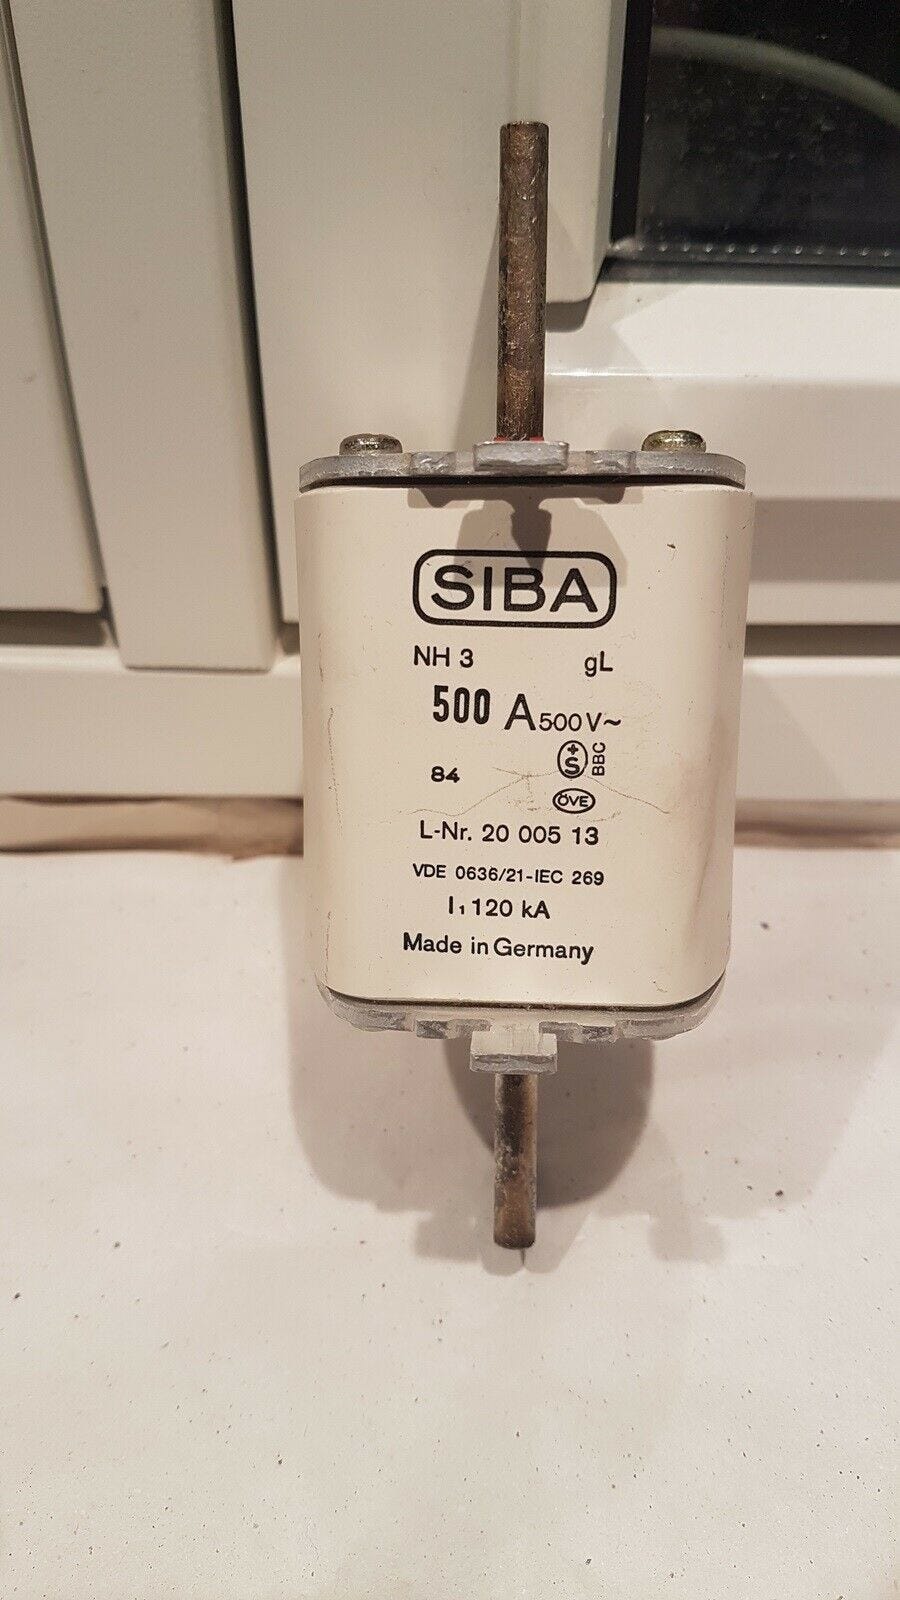 SIBA
NH 3 gL
500 A 500 V~
+S BBC
84
ÖVE
L-Nr. 20 005 13
VDE 0636/21-IEC 269
I₁ 120 kA
Made in Germany